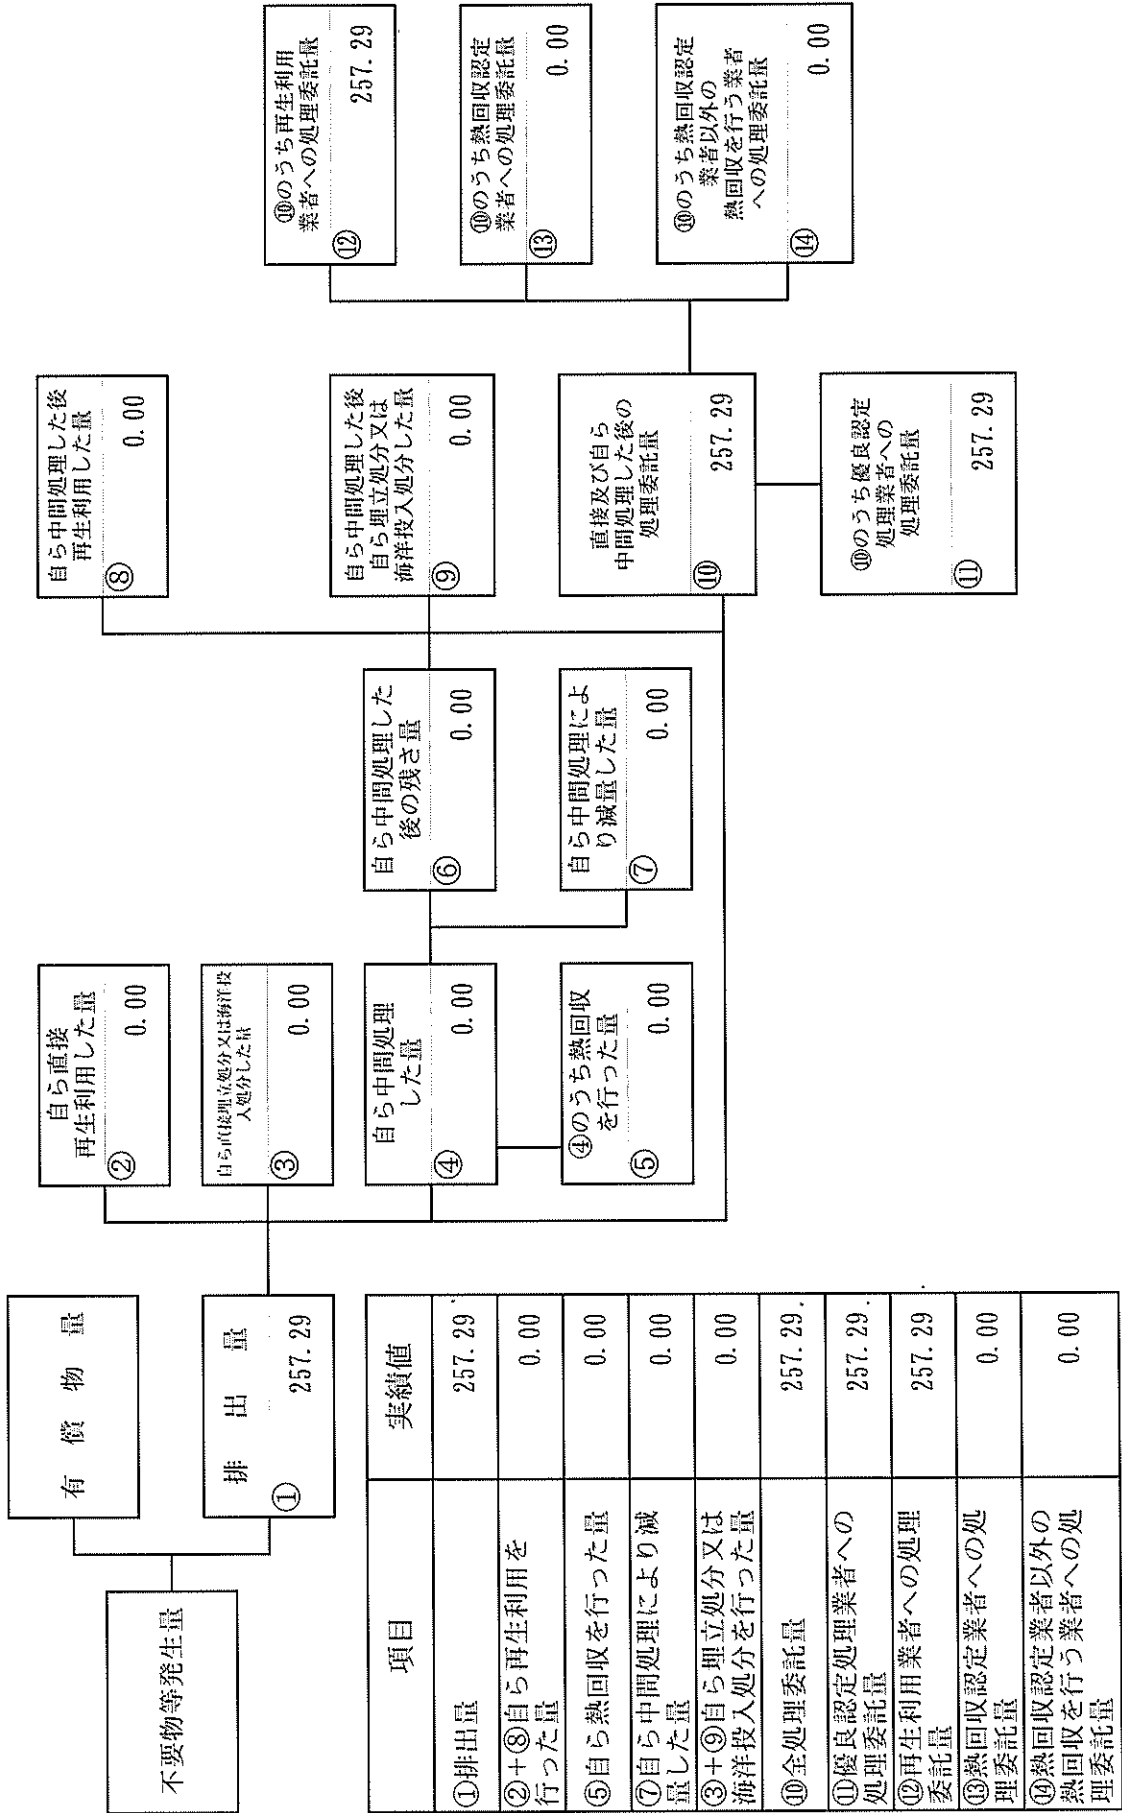 不要物等発生量
有償物量
排出量
①
257.29
自ら直接
再生利用した量
②
0.00
自ら直接埋立処分又は海洋投
入処分した量
③
0.00
自ら中間処理
した量
④
0.00
④のうち熱回収
を行った量
⑤
0.00
自ら中間処理した
後の残さ量
⑥
0.00
自ら中間処理によ
り減量した量
⑦
0.00
自ら中間処理した後
再生利用した量
⑧
0.00
自ら中間処理した後
自ら埋立処分又は
海洋投入処分した量
⑨
0.00
直接及び自ら
中間処理した後の
処理委託量
⑩
257.29
⑩のうち優良認定
処理業者への
処理委託量
⑪
257.29
⑩のうち再生利用
業者への処理委託量
⑫
257.29
⑩のうち熱回収認定
業者への処理委託量
⑬
0.00
⑩のうち熱回収認定
業者以外の
熱回収を行う業者
への処理委託量
⑭
0.00
項目 実績値
①排出量 257.29
②+⑧自ら再生利用を
行った量 0.00
⑤自ら熱回収を行った量 0.00
⑦自ら中間処理により減
量した量 0.00
③+⑨自ら埋立処分又は
海洋投入処分を行った量 0.00
⑩全処理委託量 257.29
⑪優良認定処理業者への
処理委託量 257.29
⑫再生利用業者への処理
委託量 257.29
⑬熱回収認定業者への処
理委託量 0.00
⑭熱回収認定業者以外の
熱回収を行う業者への処
理委託量 0.00